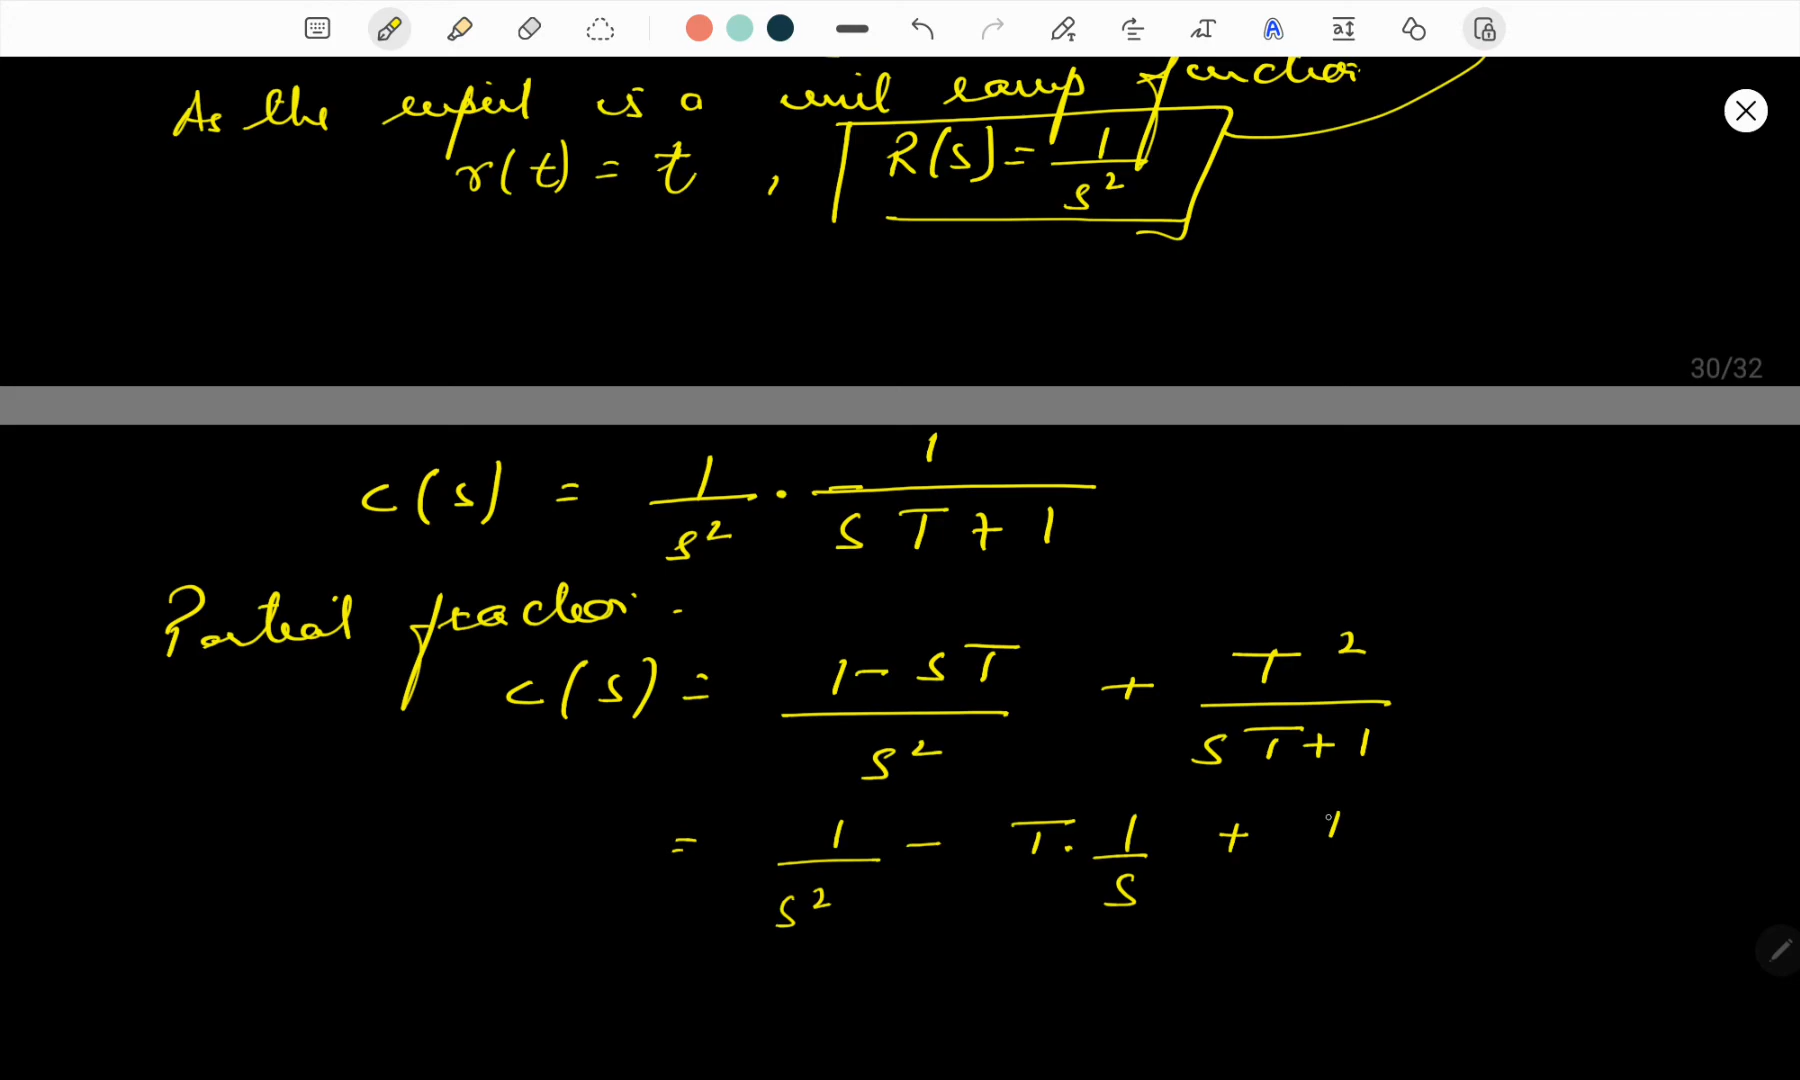 As the input is a unit ramp function
r(t) = t , R(s) = 1/s²
30/32
c(s) = 1/s² · 1/sT+1
Partial fraction.
c(s) = 1-sT/s² + T²/sT+1
= 1/s² - T. 1/s +